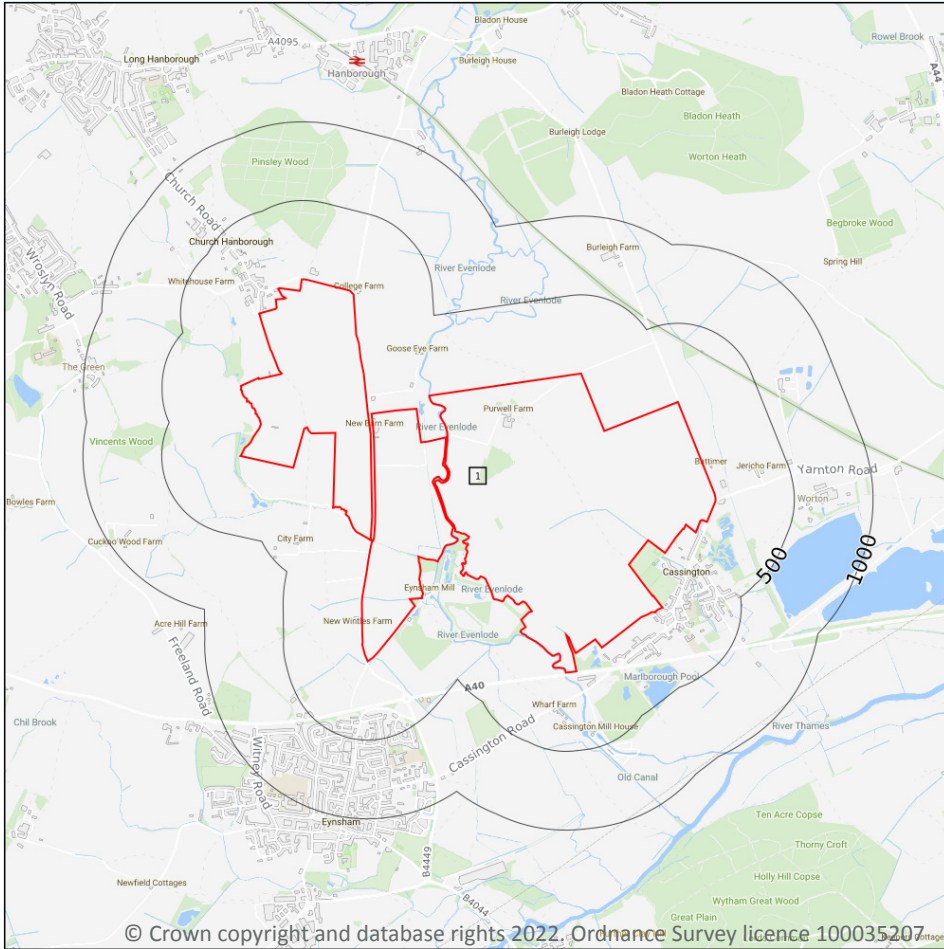 Bladon House
A4095
Rowel Brook
Long Hanborough
Hanborough
Burleigh House
A44
Bladon Heath Cottage
Bladon Heath
Burleigh Lodge
Pinsley Wood
Worton Heath
Church Road
Begbroke Wood
Church Hanborough
Wroslyn Road
Burleigh Farm
Spring Hill
River Evenlode
Whitehouse Farm
College Farm
River Evenlode
Goose Eye Farm
The Green
Purwell Farm
New Barn Farm
River Evenlode
Vincents Wood
1
Jericho Farm
Yarnton Road
Worton
Bowles Farm
City Farm
Cuckoo Wood Farm
500
1000
Cassington
Eynsham Mill
River Evenlode
New Wintles Farm
Acre Hill Farm
River Evenlode
Freeland Road
A40
Marlborough Pool
Wharf Farm
Chil Brook
Cassington Mill House
River Thames
Cassington Road
Witney Road
Old Canal
Eynsham
Ten Acre Copse
Thorny Croft
B4449
Holly Hill Copse
Newfield Cottages
B4044
Wytham Great Wood
Great Plain
© Crown copyright and database rights 2022. Ordnance Survey licence 100035207.